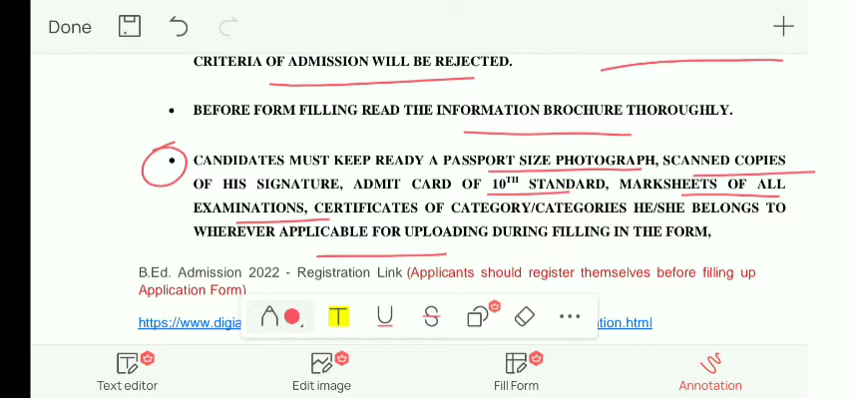 Done
CRITERIA OF ADMISSION WILL BE REJECTED.
• BEFORE FORM FILLING READ THE INFORMATION BROCHURE THOROUGHLY.
• CANDIDATES MUST KEEP READY A PASSPORT SIZE PHOTOGRAPH, SCANNED COPIES
OF HIS SIGNATURE, ADMIT CARD OF 10TH STANDARD, MARKSHEETS OF ALL
EXAMINATIONS, CERTIFICATES OF CATEGORY/CATEGORIES HE/SHE BELONGS TO
WHEREVER APPLICABLE FOR UPLOADING DURING FILLING IN THE FORM,
B.Ed. Admission 2022 - Registration Link (Applicants should register themselves before filling up
Application Form)
https://www.digia ation.html
T U S
Text editor Edit image Fill Form Annotation